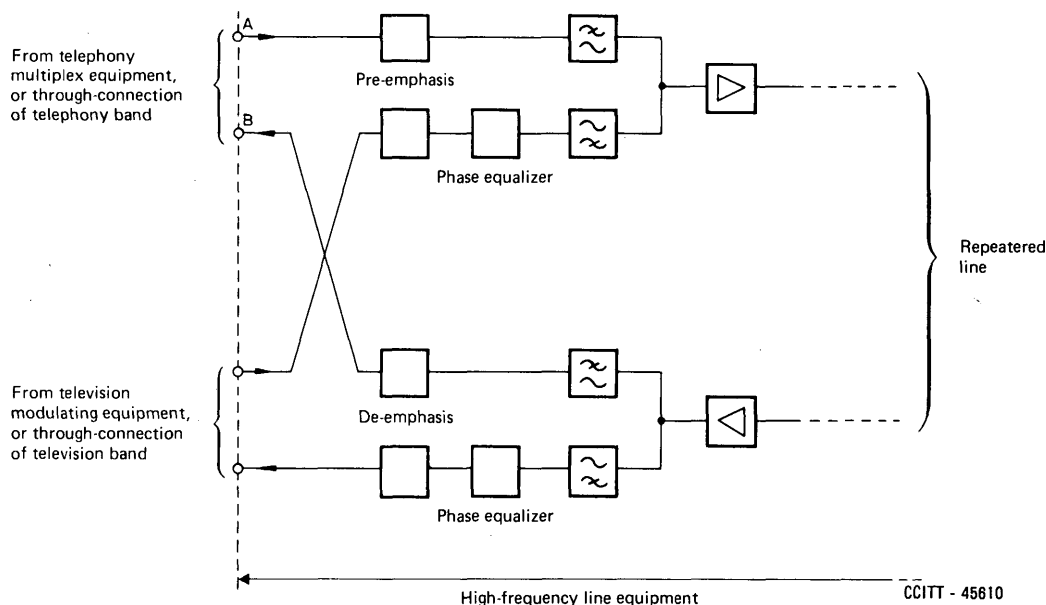 A
From telephony
multiplex equipment,
or through-connection
of telephony band
Pre-emphasis
B
Phase equalizer
Repeatered
line
From television
modulating equipment,
or through-connection
of television band
De-emphasis
Phase equalizer
High-frequency line equipment
CCITT - 45610